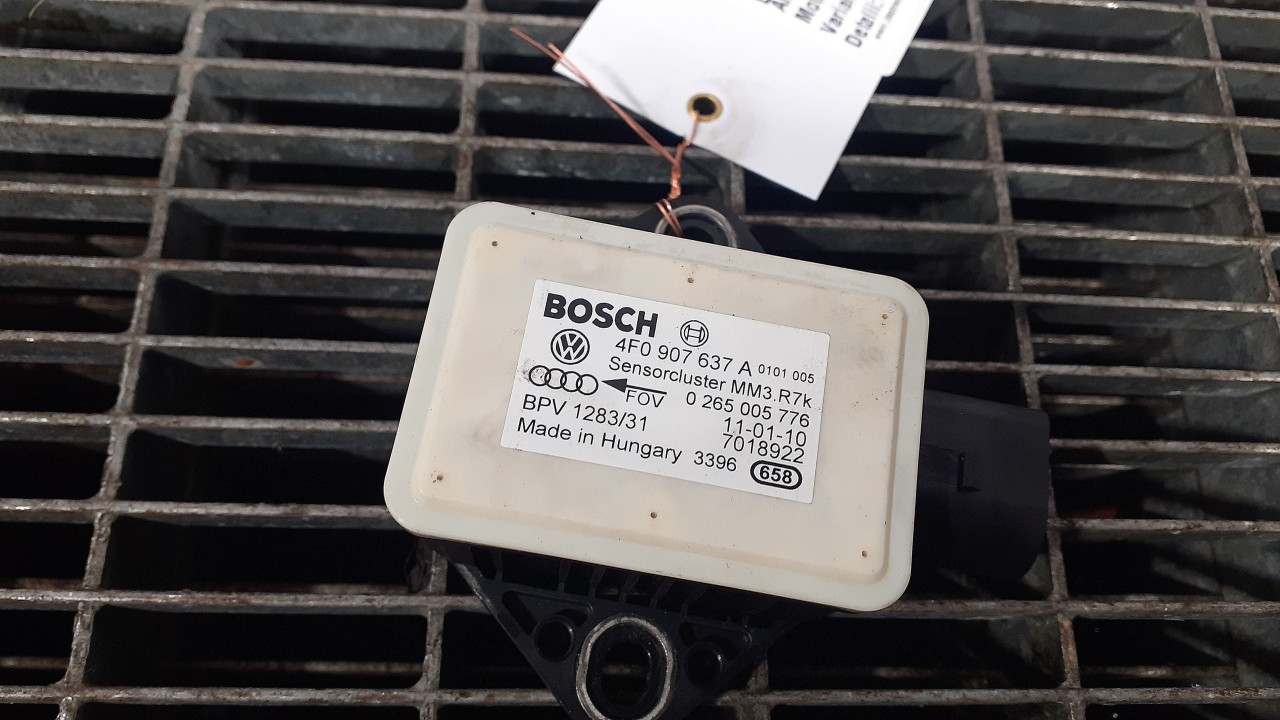 Detalii:
BOSCH
4F0 907 637 A 0101 005
Sensorcluster MM3.R7k
FOV 0 265 005 776
BPV 1283/31 11-01-10
7018922
Made in Hungary 3396 658